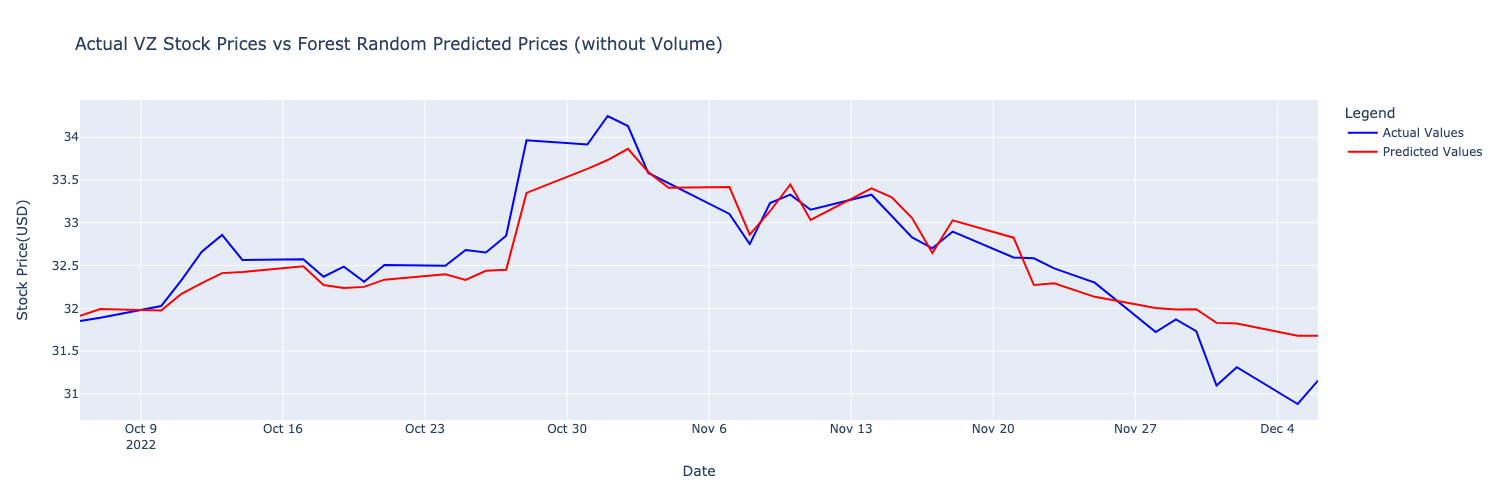 Actual VZ Stock Prices vs Forest Random Predicted Prices (without Volume)
Legend
Actual Values
Predicted Values
Stock Price(USD)
34
33.5
33
32.5
32
31.5
31
Oct 9 Oct 16 Oct 23 Oct 30 Nov 6 Nov 13 Nov 20 Nov 27 Dec 4
2022
Date